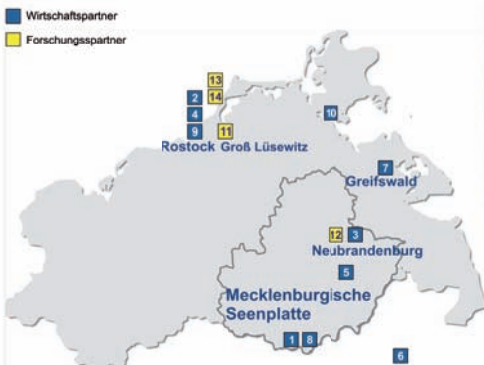 Wirtschaftspartner
Forschungsspartner
13
2
14
4
10
9
11
Rostock
Groß Lüsewitz
7
Greifswald
12
3
Neubrandenburg
5
Mecklenburgische
Seenplatte
1
8
6